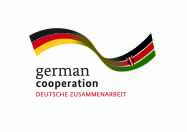 german
cooperation
DEUTSCHE ZUSAMMENARBEIT